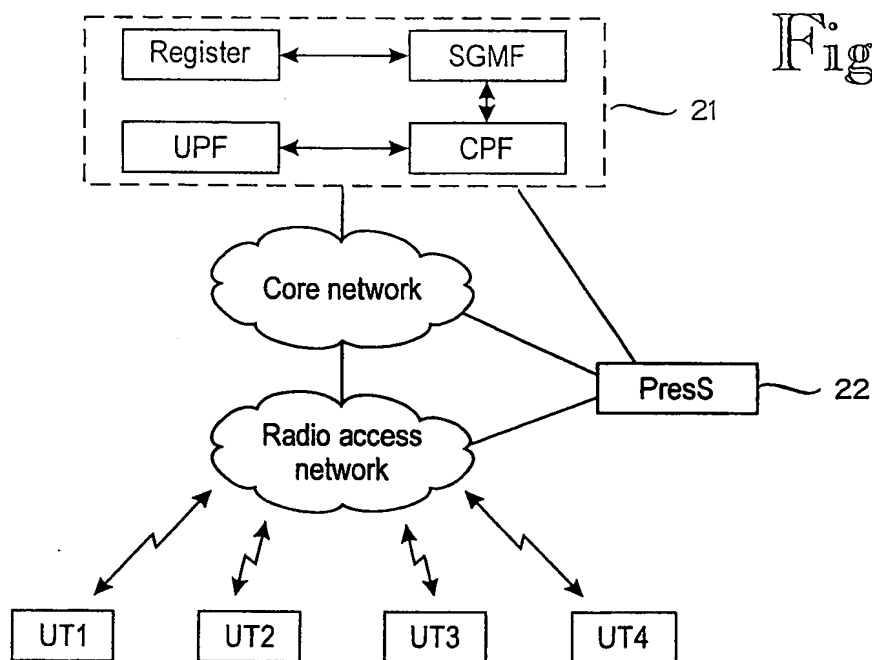 Fig
Register
SGMF
21
UPF
CPF
Core network
PresS
22
Radio access
network
UT1
UT2
UT3
UT4